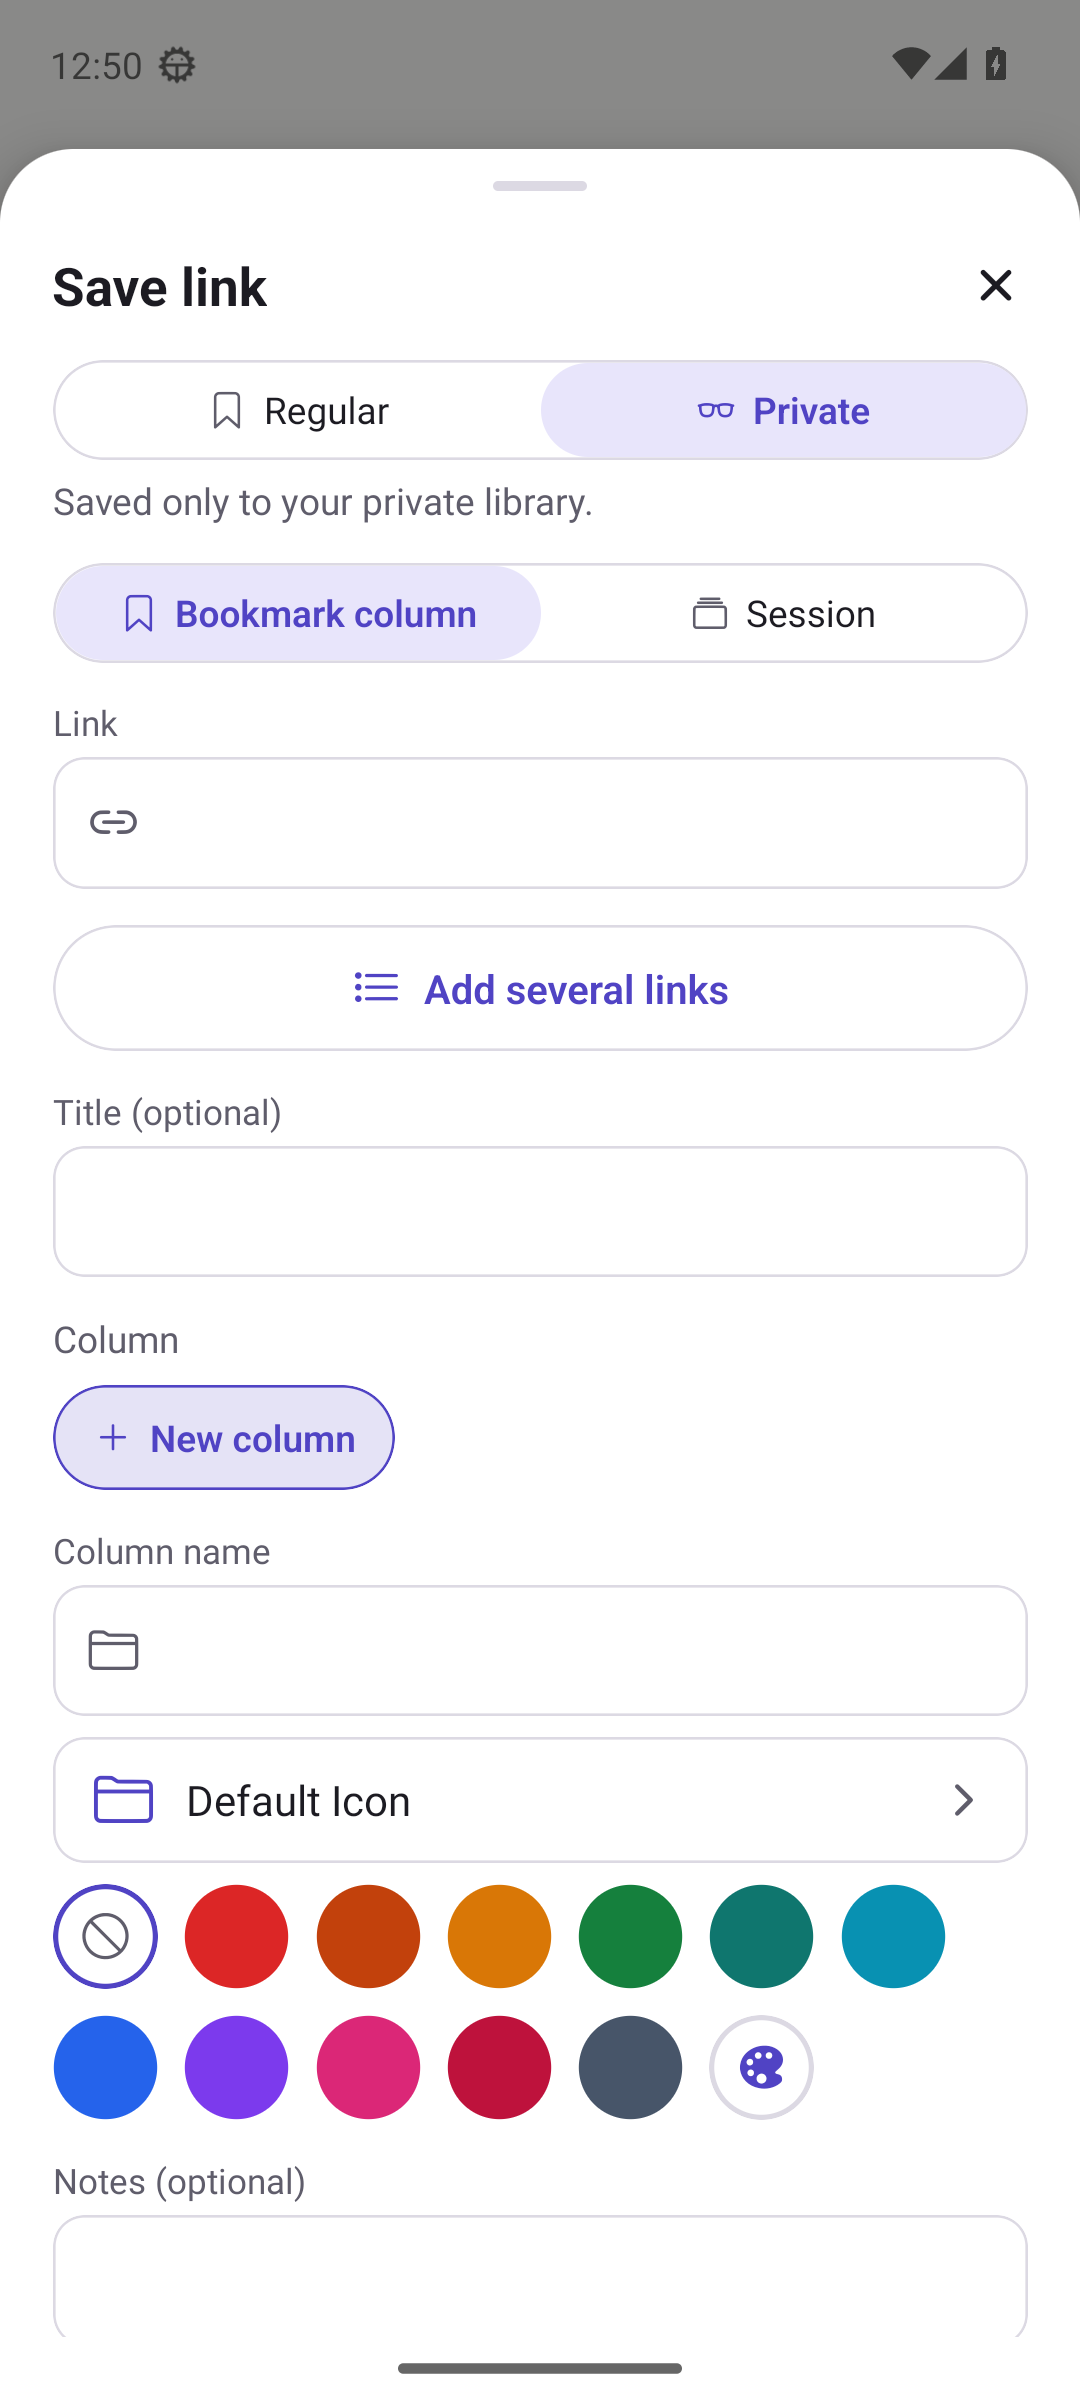 12:50
Save link
Regular
Private
Saved only to your private library.
Bookmark column
Session
Link
Add several links
Title (optional)
Column
New column
Column name
Default Icon
Notes (optional)